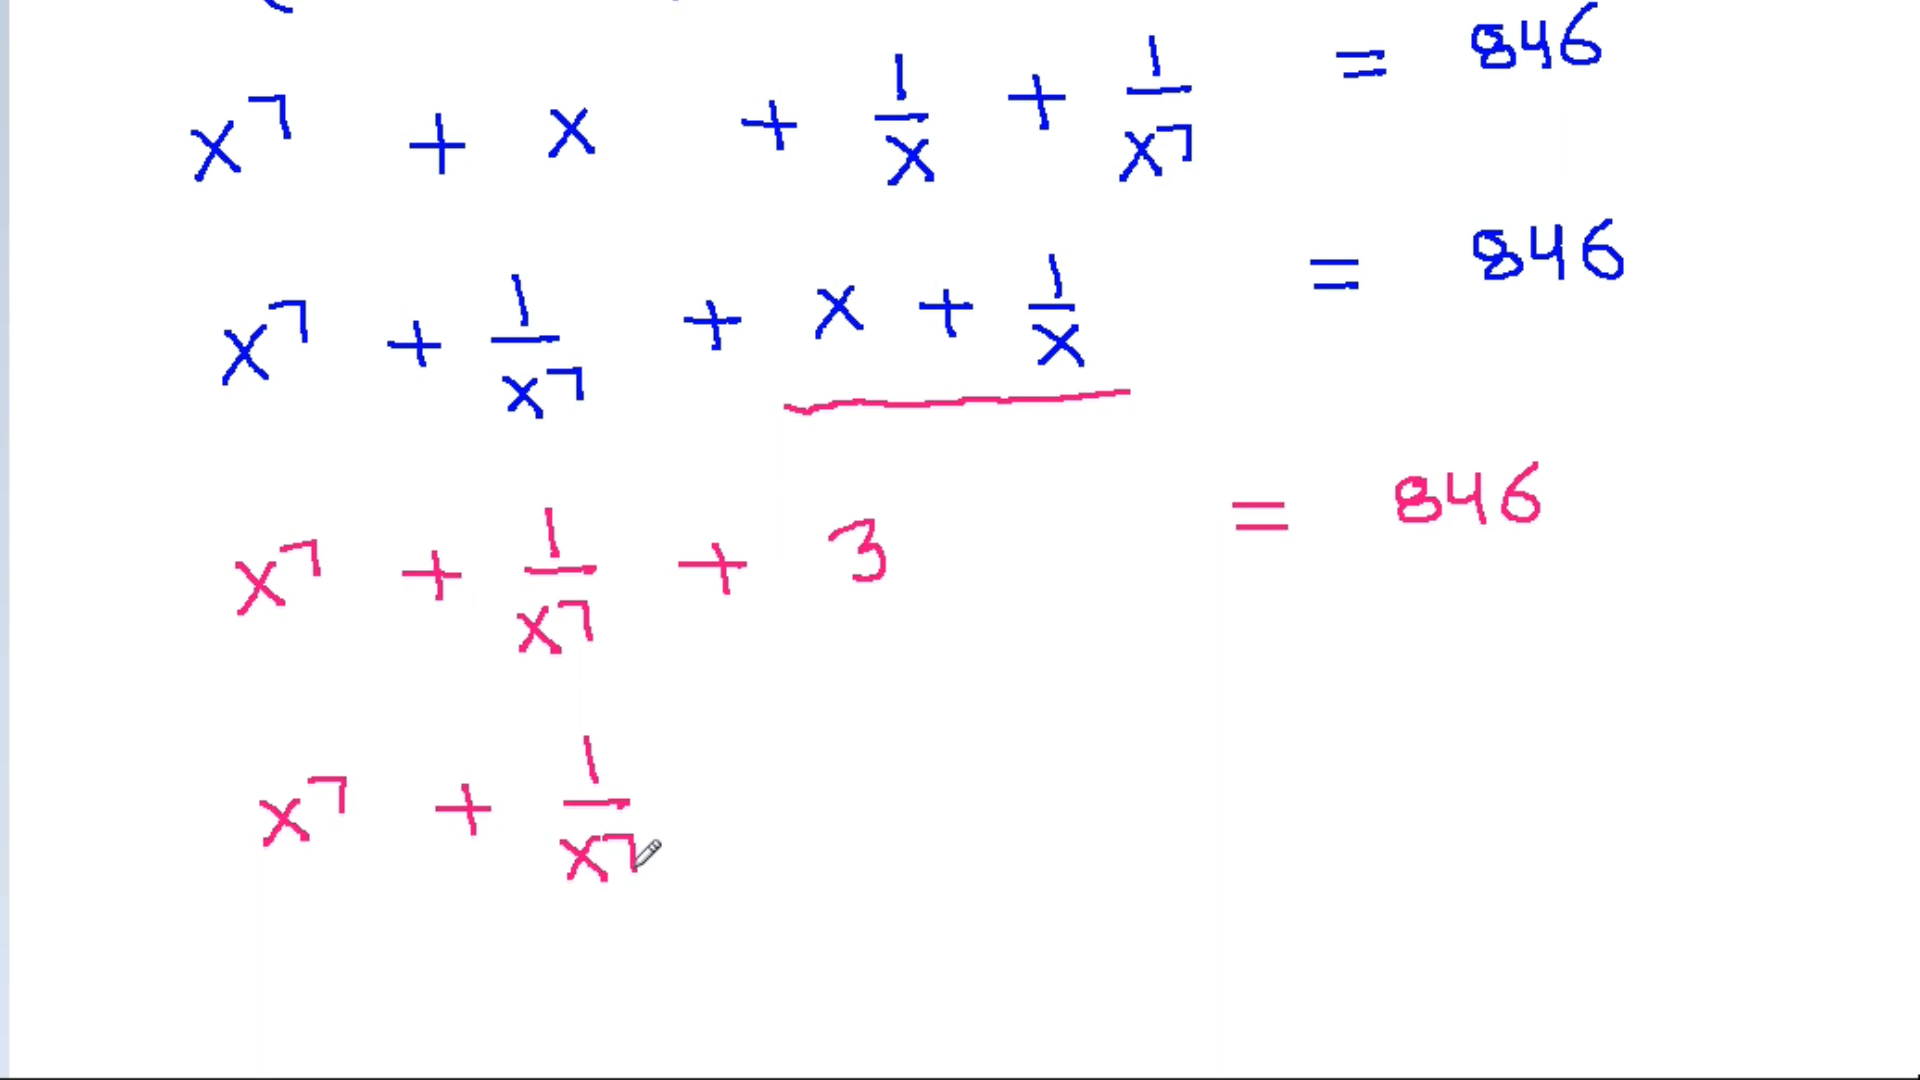 x⁷ + x + 1/x + 1/x⁷ = 846
x⁷ + 1/x⁷ + x + 1/x = 846
x⁷ + 1/x⁷ + 3 = 846
x⁷ + 1/x⁷